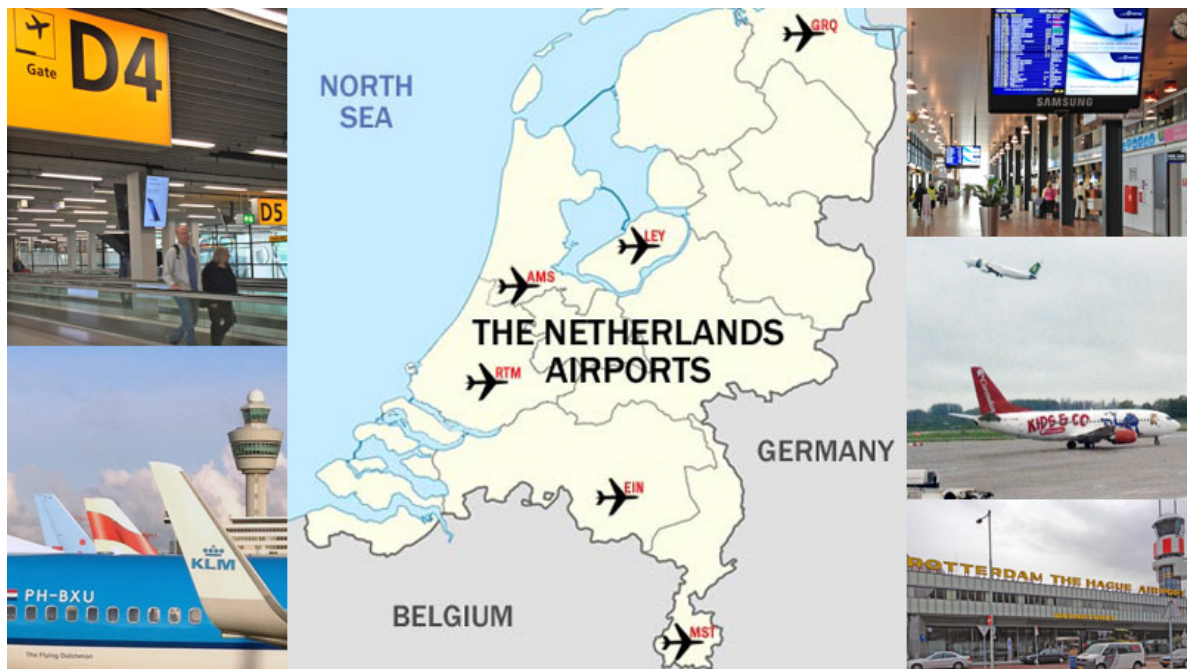 Gate
D4
D5
KLM
PH-BXU
The Flying Dutchman
NORTH
SEA
GRQ
LEY
AMS
THE NETHERLANDS
AIRPORTS
RTM
GERMANY
EIN
BELGIUM
MST
SAMSUNG
KIDS & CO
ROTTERDAM THE HAGUE AIRPORT